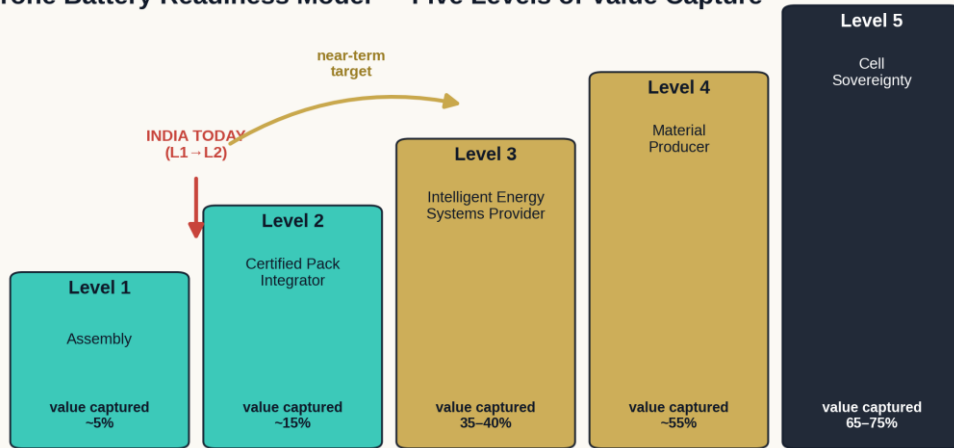 Battery Readiness Model — Five Levels of Value Capture
near-term
target
INDIA TODAY
(L1→L2)
Level 1
Assembly
value captured
~5%
Level 2
Certified Pack
Integrator
value captured
~15%
Level 3
Intelligent Energy
Systems Provider
value captured
35–40%
Level 4
Material
Producer
value captured
~55%
Level 5
Cell
Sovereignty
value captured
65–75%